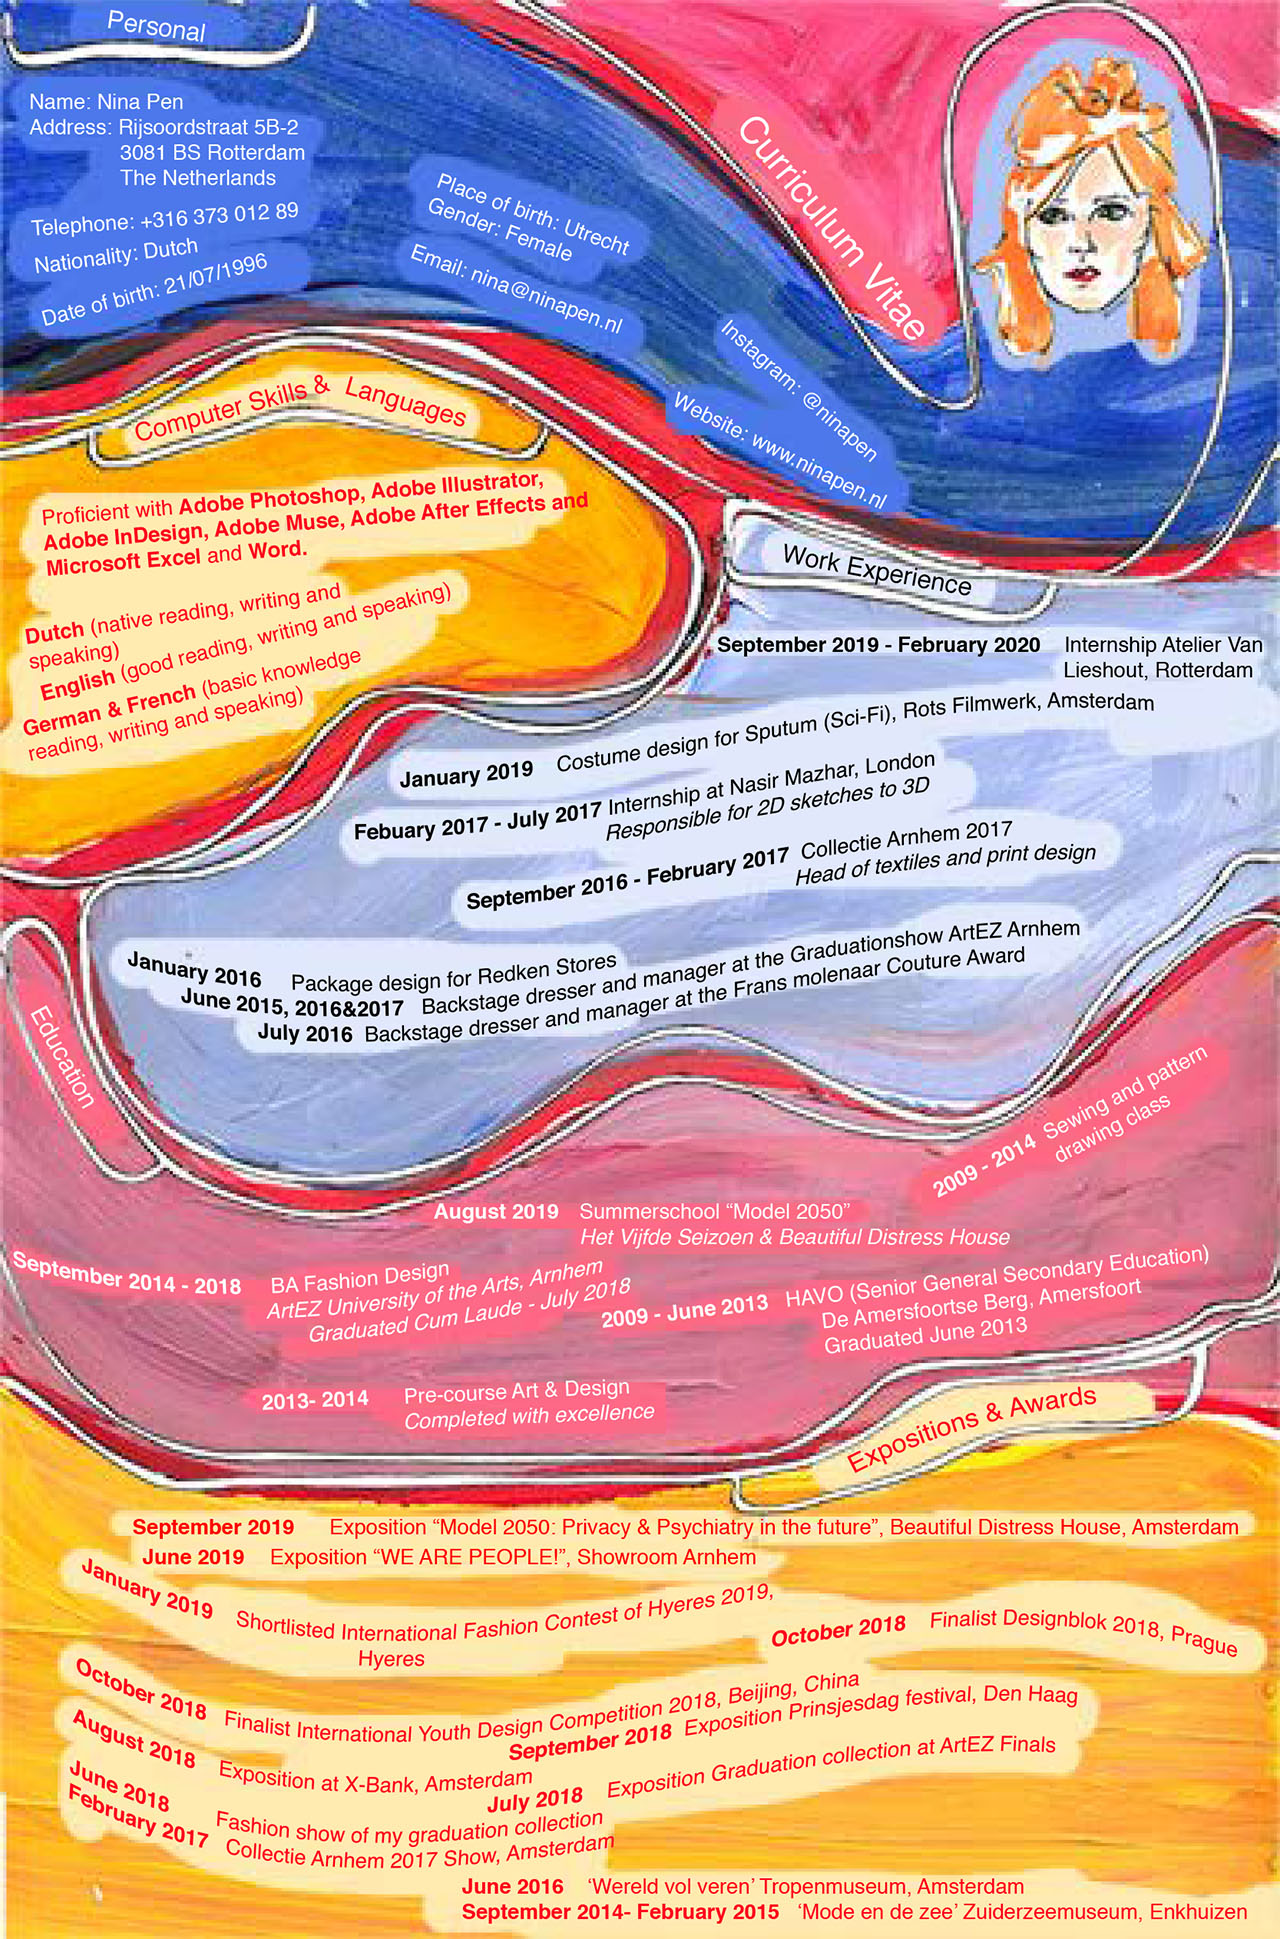 Personal
Name: Nina Pen
Address: Rijsoordstraat 5B-2
3081 BS Rotterdam
The Netherlands
Telephone: +316 373 012 89
Nationality: Dutch
Date of birth: 21/07/1996
Place of birth: Utrecht
Gender: Female
Email: nina@ninapen.nl
Curriculum Vitae
Instagram: @ninapen
Website: www.ninapen.nl
Computer Skills & Languages
Proficient with Adobe Photoshop, Adobe Illustrator,
Adobe InDesign, Adobe Muse, Adobe After Effects and
Microsoft Excel and Word.
Dutch (native reading, writing and
speaking)
English (good reading, writing and speaking)
German & French (basic knowledge
reading, writing and speaking)
Work Experience
September 2019 - February 2020 Internship Atelier Van
Lieshout, Rotterdam
January 2019 Costume design for Sputum (Sci-Fi), Rots Filmwerk, Amsterdam
Febuary 2017 - July 2017 Internship at Nasir Mazhar, London
Responsible for 2D sketches to 3D
September 2016 - February 2017 Collectie Arnhem 2017
Head of textiles and print design
January 2016 Package design for Redken Stores
June 2015, 2016&2017 Backstage dresser and manager at the Graduationshow ArtEZ Arnhem
July 2016 Backstage dresser and manager at the Frans molenaar Couture Award
Education
2009 - 2014 Sewing and pattern
drawing class
August 2019 Summerschool “Model 2050”
Het Vijfde Seizoen & Beautiful Distress House
September 2014 - 2018 BA Fashion Design
ArtEZ University of the Arts, Arnhem
Graduated Cum Laude - July 2018
2009 - June 2013 HAVO (Senior General Secondary Education)
De Amersfoortse Berg, Amersfoort
Graduated June 2013
2013- 2014 Pre-course Art & Design
Completed with excellence
Expositions & Awards
September 2019 Exposition “Model 2050: Privacy & Psychiatry in the future”, Beautiful Distress House, Amsterdam
June 2019 Exposition “WE ARE PEOPLE!”, Showroom Arnhem
January 2019 Shortlisted International Fashion Contest of Hyeres 2019,
Hyeres
October 2018 Finalist Designblok 2018, Prague
October 2018 Finalist International Youth Design Competition 2018, Beijing, China
September 2018 Exposition Prinsjesdag festival, Den Haag
August 2018 Exposition at X-Bank, Amsterdam
July 2018 Exposition Graduation collection at ArtEZ Finals
June 2018 Fashion show of my graduation collection
February 2017 Collectie Arnhem 2017 Show, Amsterdam
June 2016 ‘Wereld vol veren’ Tropenmuseum, Amsterdam
September 2014- February 2015 ‘Mode en de zee’ Zuiderzeemuseum, Enkhuizen